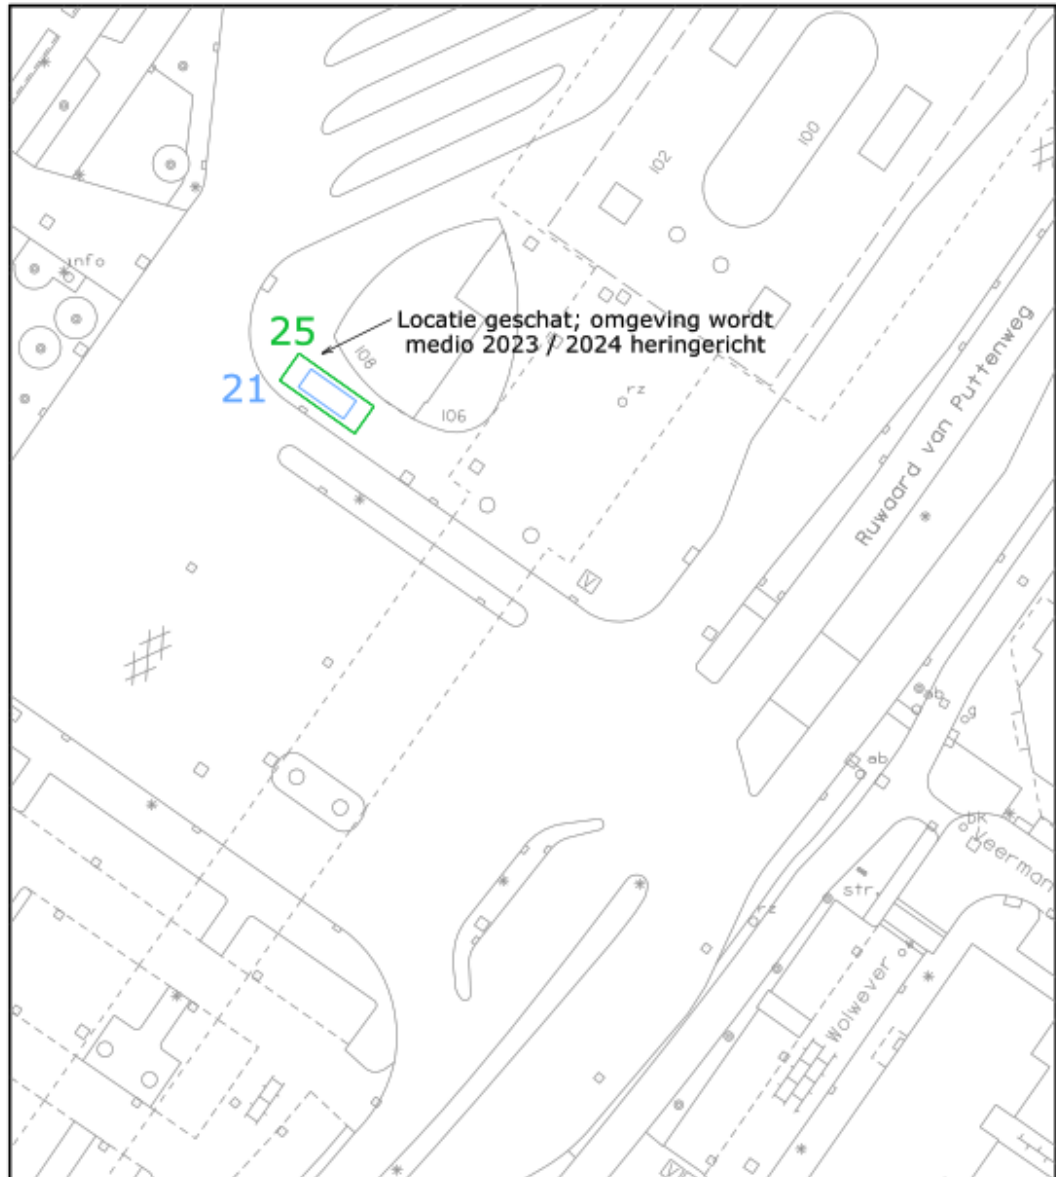 100
102
info
25
Locatie geschat; omgeving wordt
medio 2023 / 2024 heringericht
108
21
106
rz
Ruwaard van Puttenweg
V
ab
g
ab
bk
Veerman
str.
rz
Wolwever